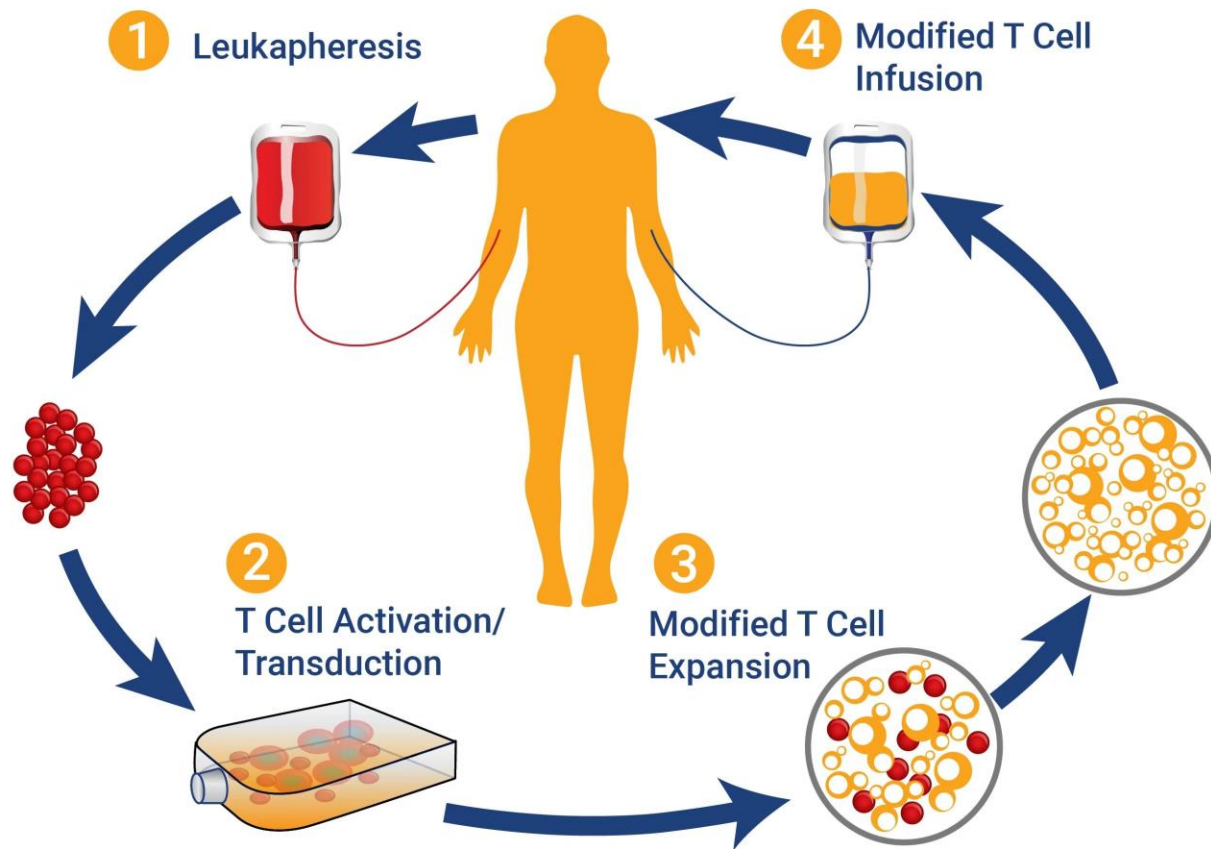 1
Leukapheresis
2
T Cell Activation/
Transduction
3
Modified T Cell
Expansion
4
Modified T Cell
Infusion